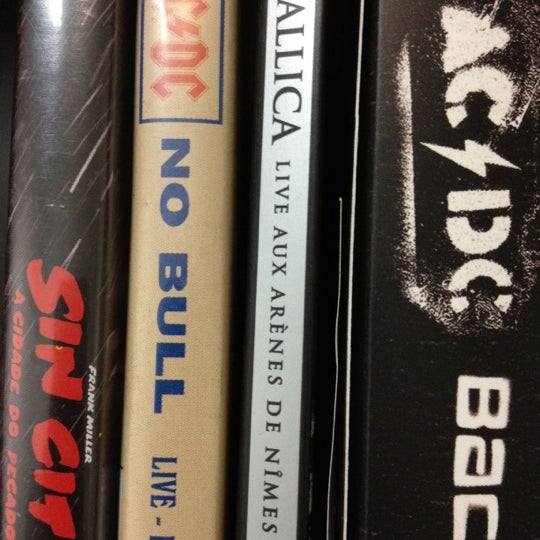 SIN CIT
A CIDADE DO PECADO
FRANK MILLER
C⚡DC
NO BULL
LIVE -
ALLICA
LIVE AUX ARÈNES DE NÎMES
AC⚡DC
BAC